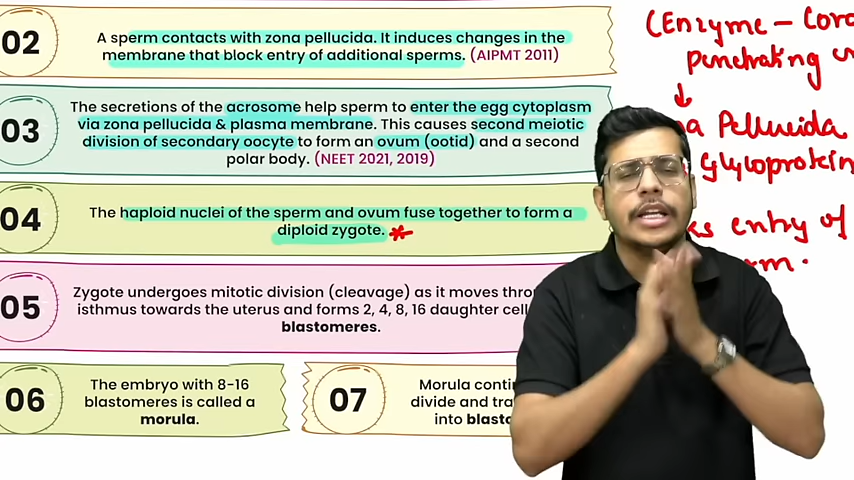 02
A sperm contacts with zona pellucida. It induces changes in the
membrane that block entry of additional sperms. (AIPMT 2011)
03
The secretions of the acrosome help sperm to enter the egg cytoplasm
via zona pellucida & plasma membrane. This causes second meiotic
division of secondary oocyte to form an ovum (ootid) and a second
polar body. (NEET 2021, 2019)
04
The haploid nuclei of the sperm and ovum fuse together to form a
diploid zygote.
05
Zygote undergoes mitotic division (cleavage) as it moves
isthmus towards the uterus and forms 2, 4, 8, 16 daughter
blastomeres.
06
The embryo with 8-16
blastomeres is called a
morula.
07
Morula
divide and
into
(Enzyme –
Penetrating
Pellucida
Glycoprotein
entry of